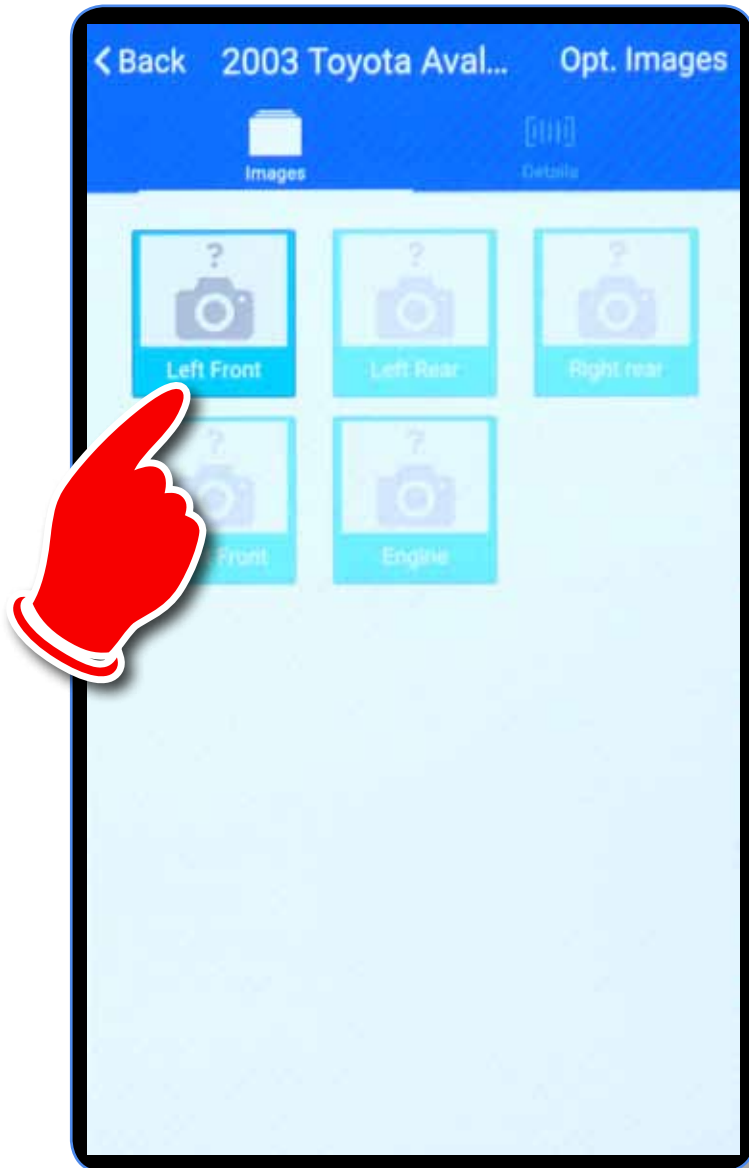 Back 2003 Toyota Aval... Opt. Images
Images Details
? ? ?
Left Front Left Rear Right rear
? ?
Front Engine